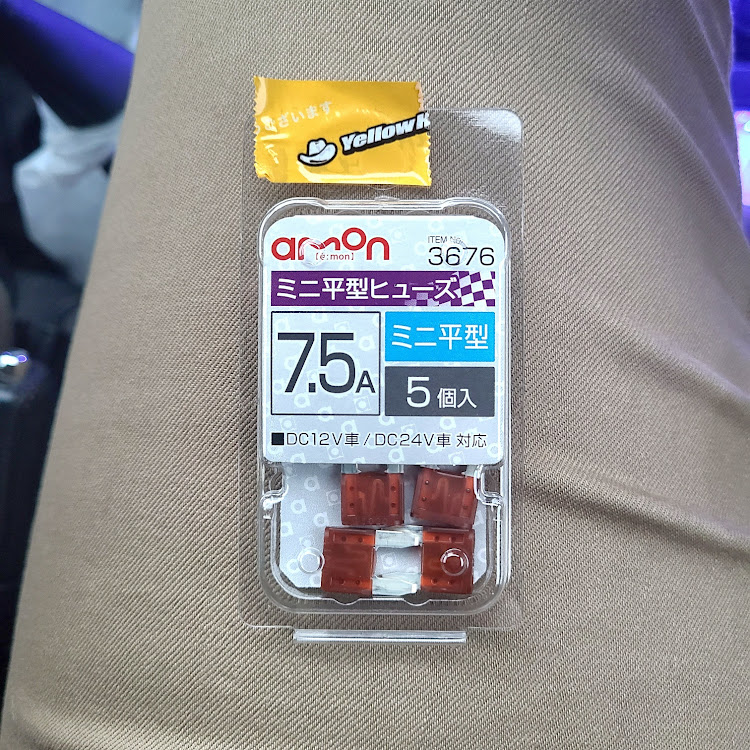 ざいます
YellowH
amon
[é:mon]
ITEM No.
3676
ミニ平型ヒューズ
7.5A
ミニ平型
5個入
■DC12V車/DC24V車 対応